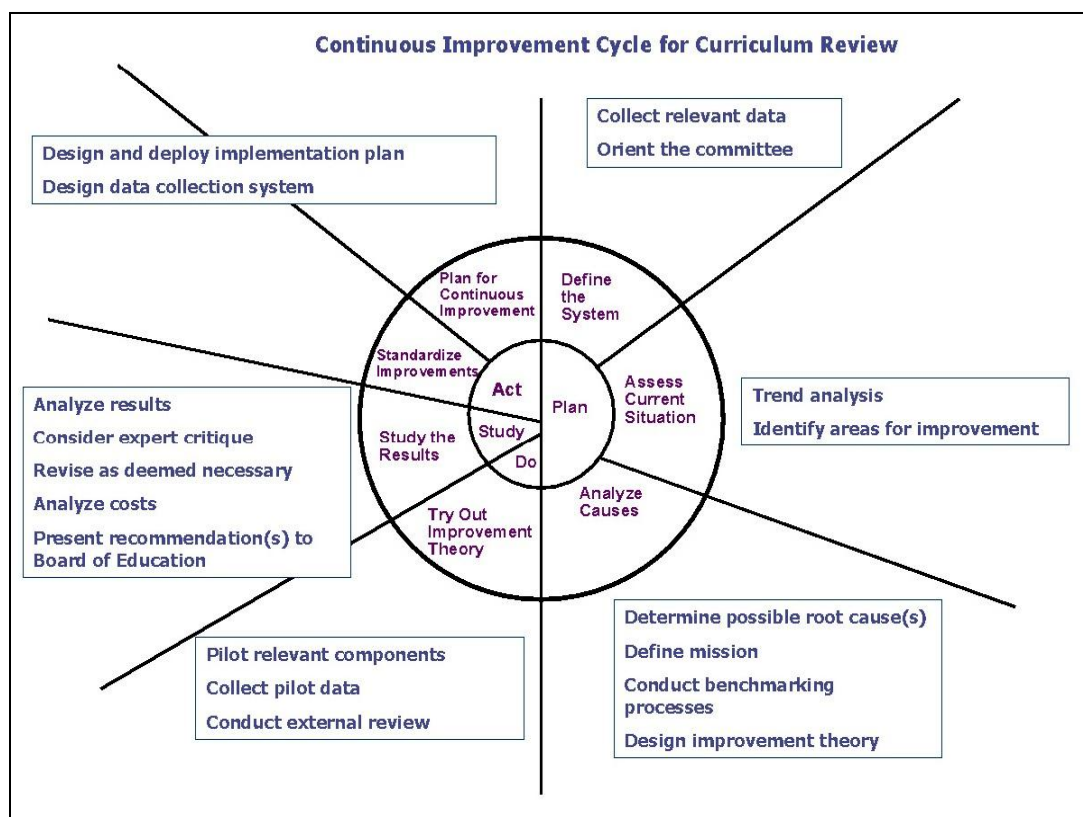 Continuous Improvement Cycle for Curriculum Review
Collect relevant data
Orient the committee
Design and deploy implementation plan
Design data collection system
Plan for
Continuous
Improvement
Define
the
System
Standardize
Improvements
Act
Plan
Assess
Current
Situation
Trend analysis
Identify areas for improvement
Analyze results
Consider expert critique
Revise as deemed necessary
Analyze costs
Present recommendation(s) to
Board of Education
Study the
Results
Study
Do
Analyze
Causes
Try Out
Improvement
Theory
Determine possible root cause(s)
Define mission
Conduct benchmarking
processes
Design improvement theory
Pilot relevant components
Collect pilot data
Conduct external review